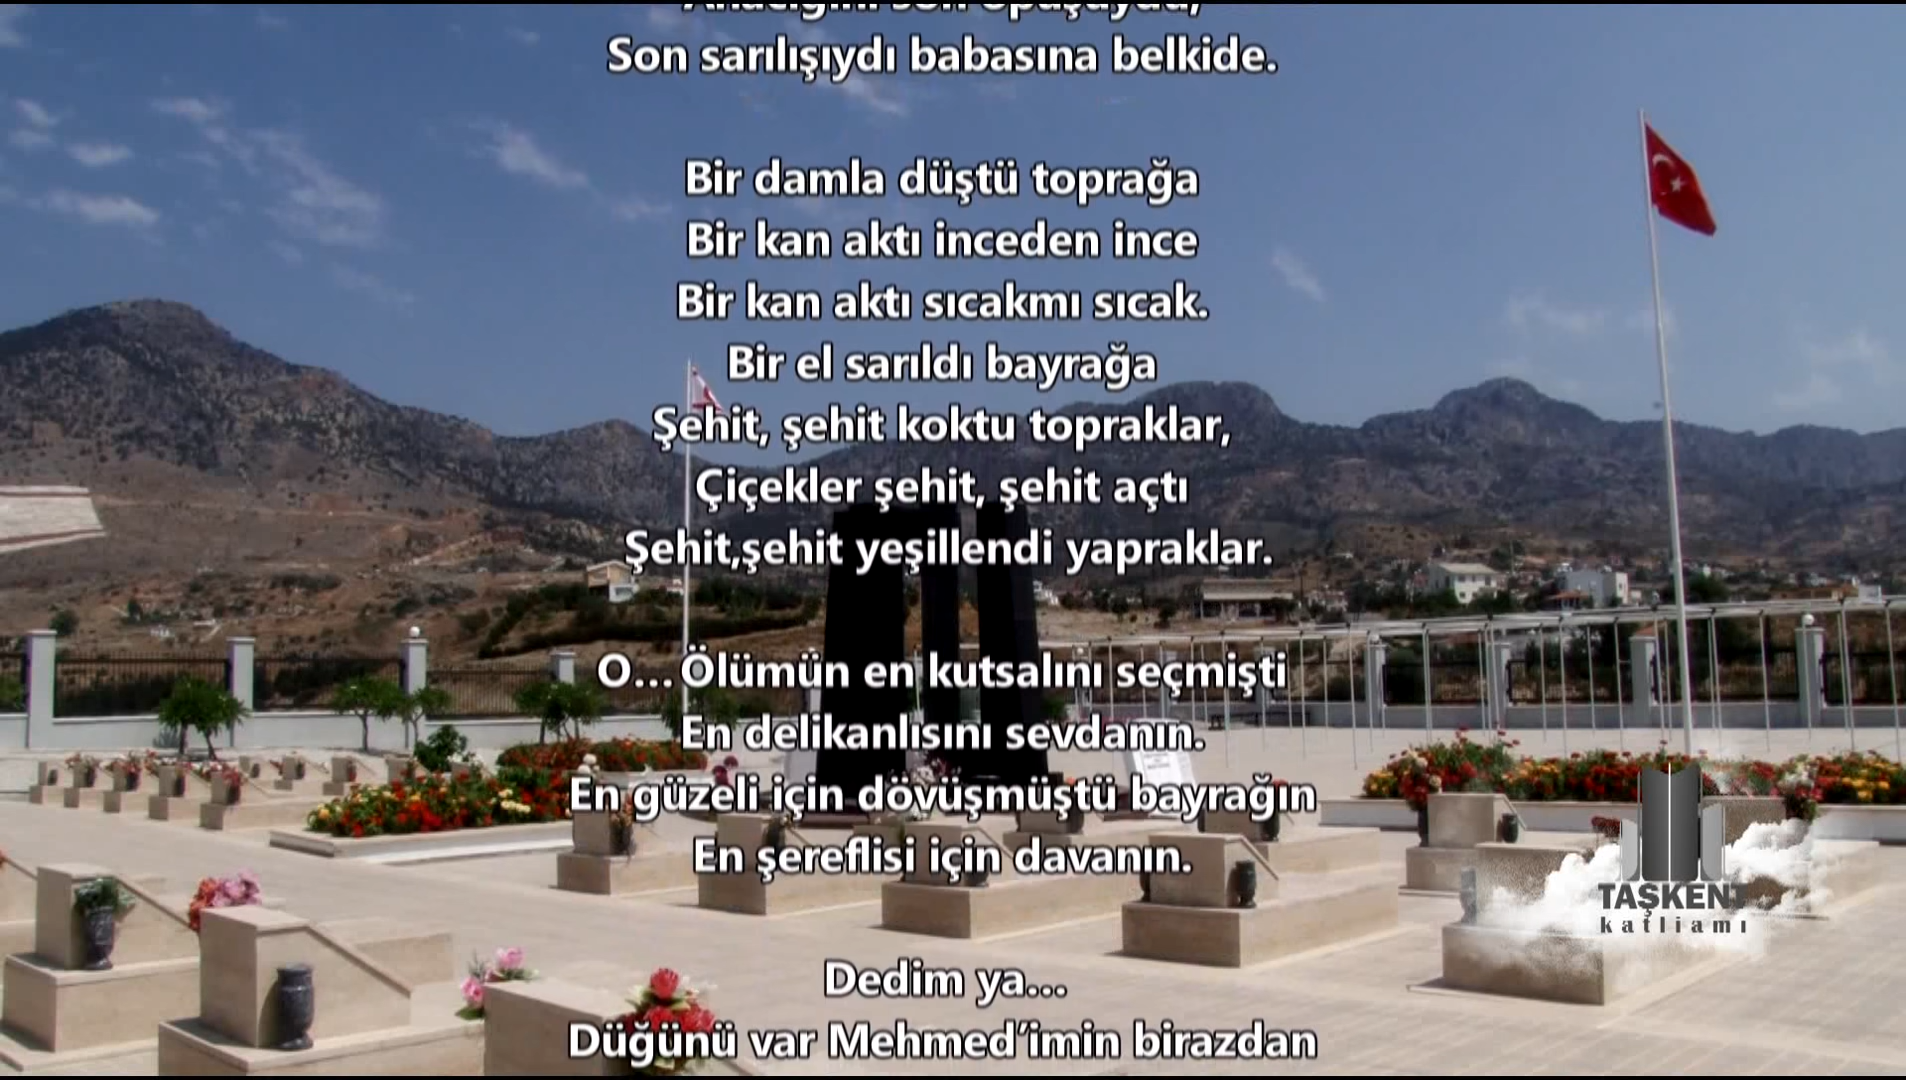 Anacığını son öpüşüydü,
Son sarılışıydı babasına belkide.
Bir damla düştü toprağa
Bir kan aktı inceden ince
Bir kan aktı sıcakmı sıcak.
Bir el sarıldı bayrağa
Şehit, şehit koktu topraklar,
Çiçekler şehit, şehit açtı
Şehit,şehit yeşillendi yapraklar.
O... Ölümün en kutsalını seçmişti
En delikanlısını sevdanın.
En güzeli için dövüşmüştü bayrağın
En şereflisi için davanın.
Dedim ya...
Düğünü var Mehmed'imin birazdan
TAŞKENT
katliamı